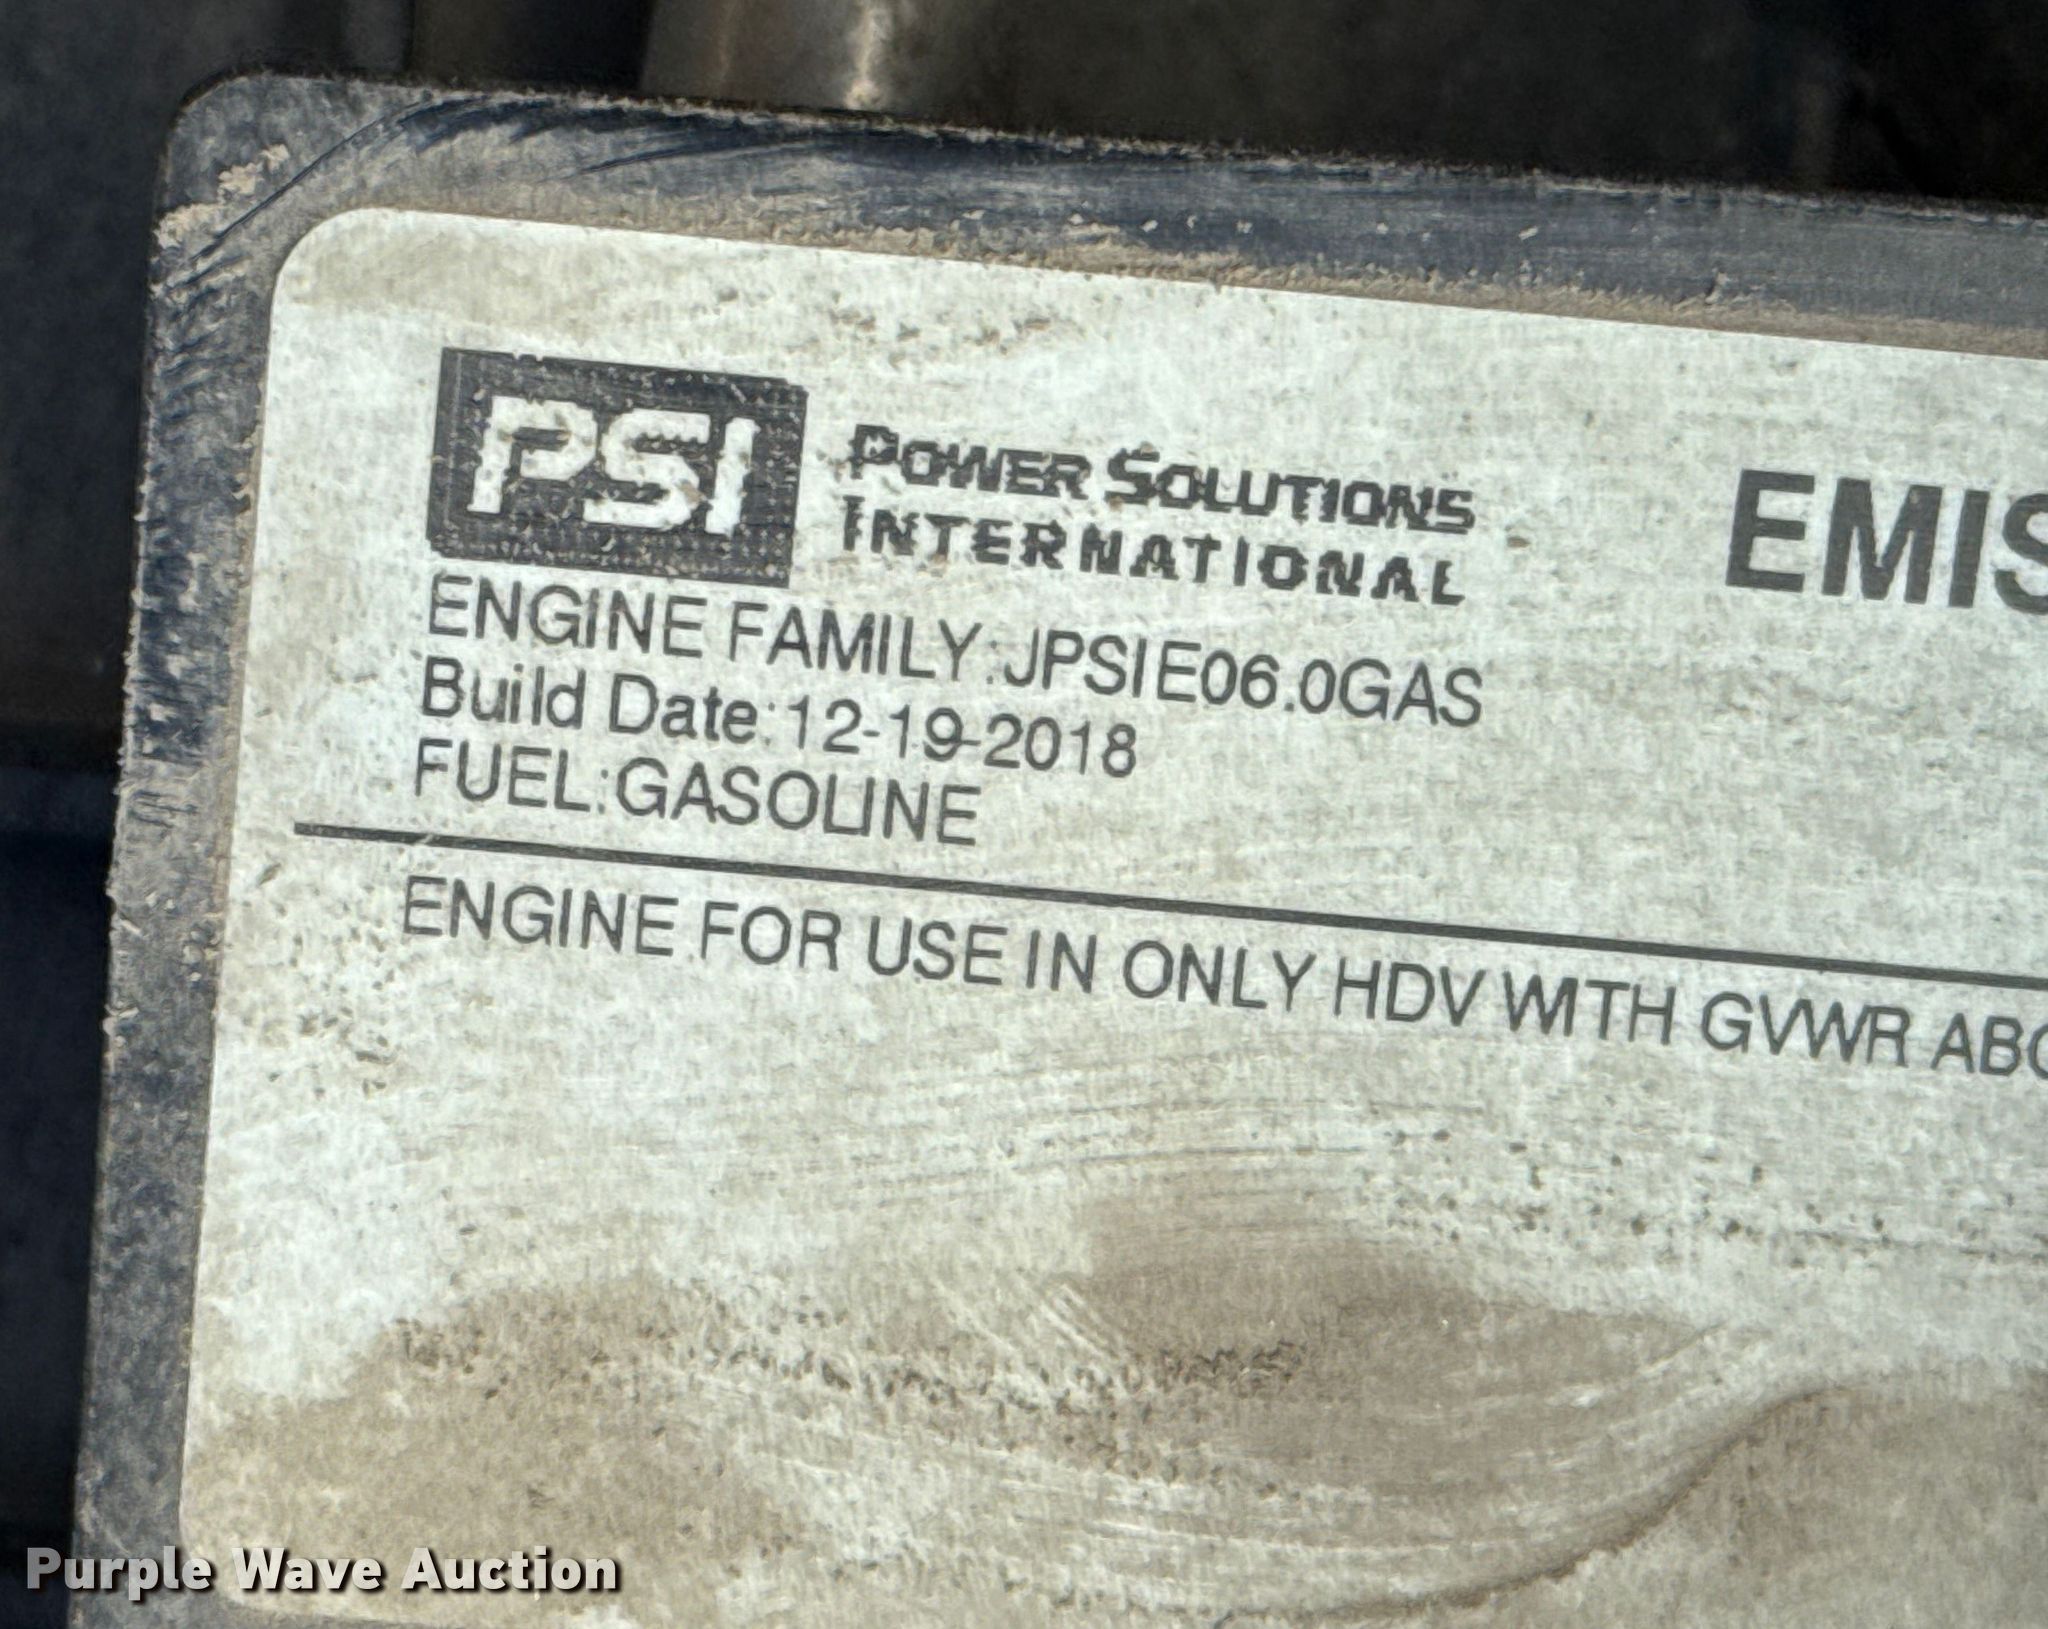 PSI POWER SOLUTIONS
INTERNATIONAL
EMIS
ENGINE FAMILY:JPSIE06.0GAS
Build Date:12-19-2018
FUEL:GASOLINE
ENGINE FOR USE IN ONLY HDV WITH GVWR ABO
Purple Wave Auction